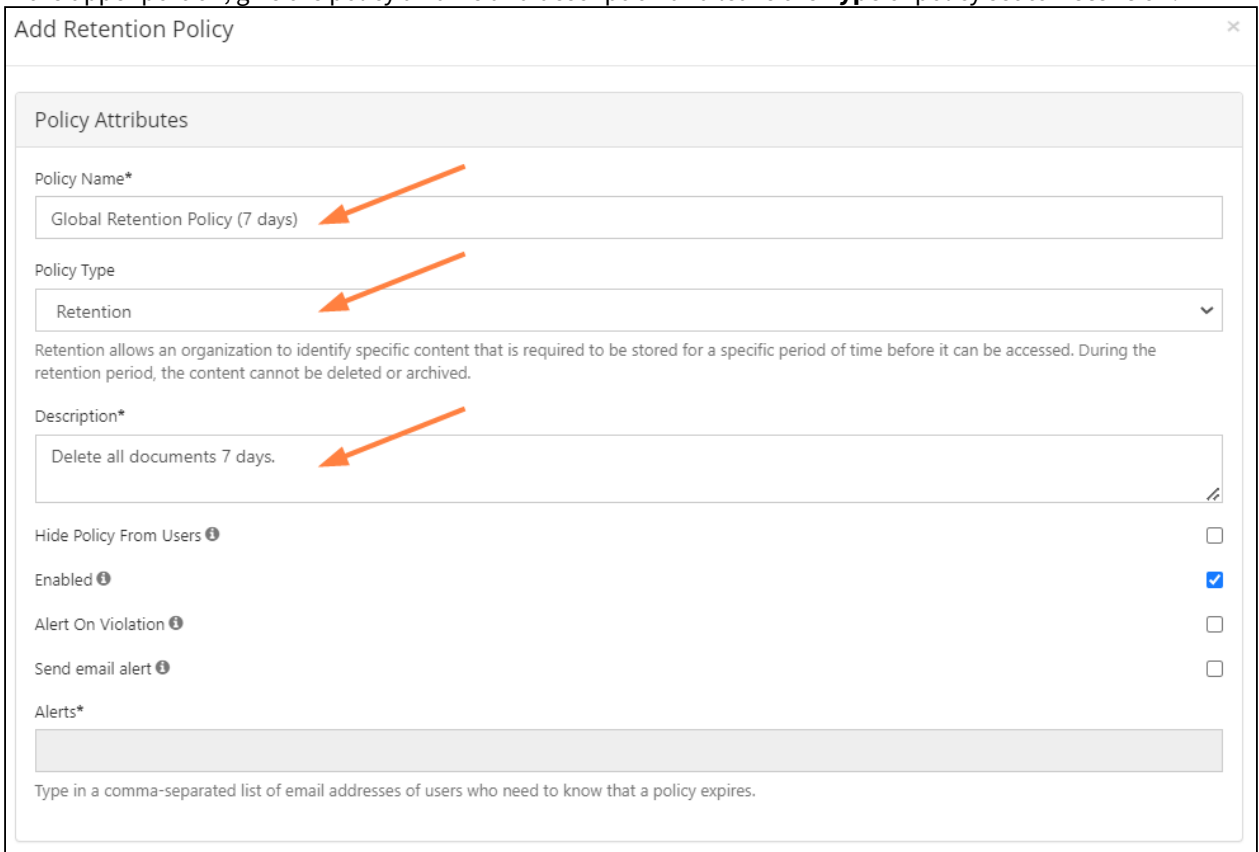 Add Retention Policy
×
Policy Attributes
Policy Name*
Global Retention Policy (7 days)
Policy Type
Retention
Retention allows an organization to identify specific content that is required to be stored for a specific period of time before it can be accessed. During the
retention period, the content cannot be deleted or archived.
Description*
Delete all documents 7 days.
Hide Policy From Users
Enabled
Alert On Violation
Send email alert
Alerts*
Type in a comma-separated list of email addresses of users who need to know that a policy expires.